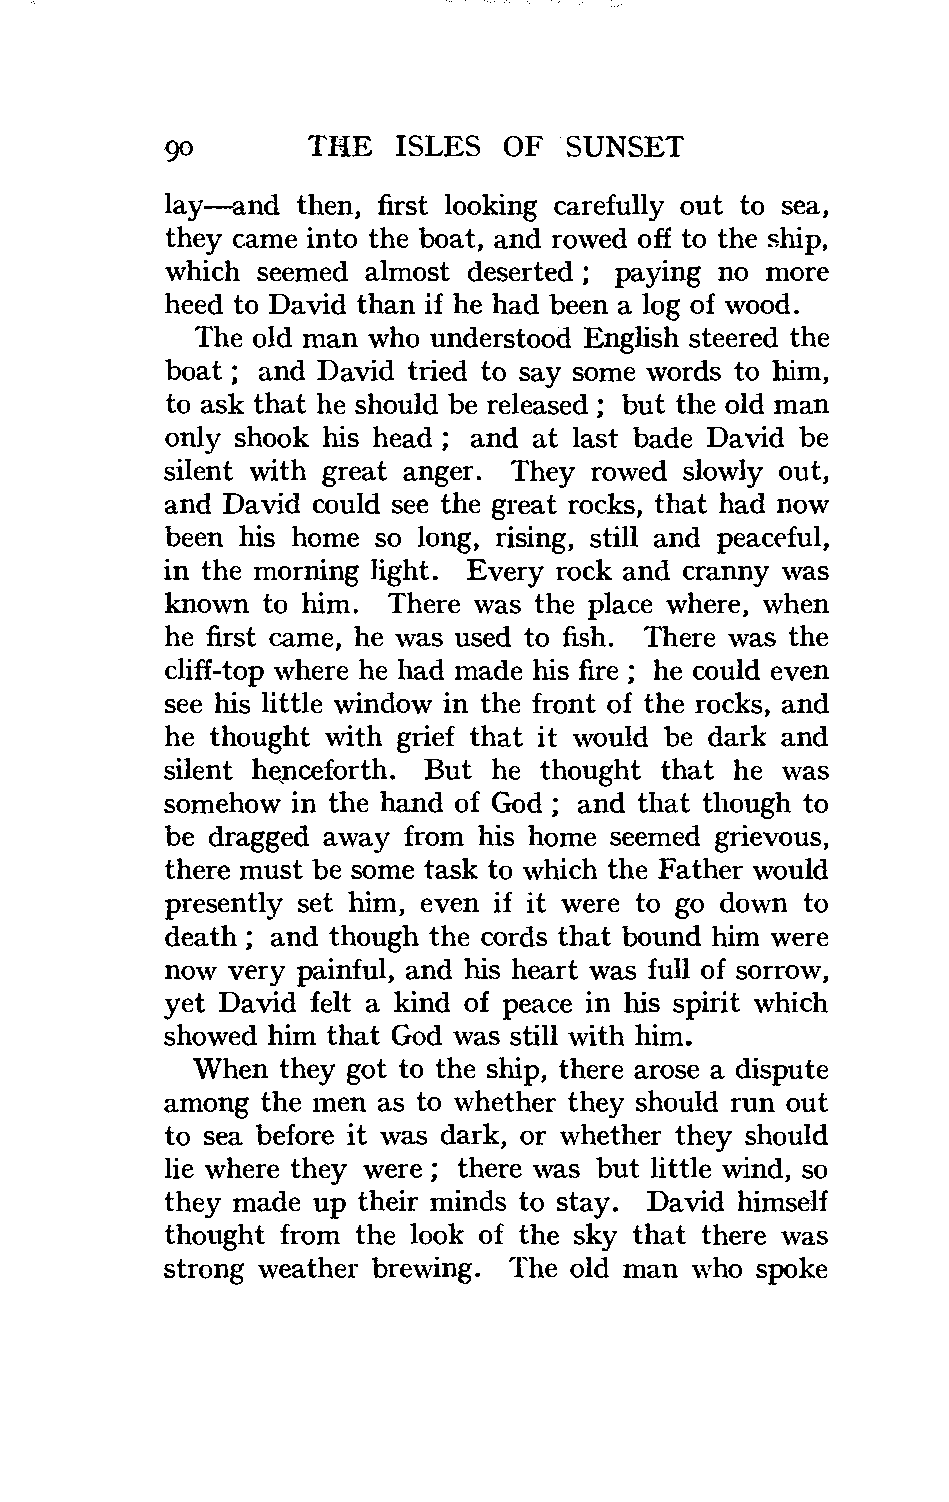 90 THE ISLES OF SUNSET
lay—and then, first looking carefully out to sea,
they came into the boat, and rowed off to the ship,
which seemed almost deserted ; paying no more
heed to David than if he had been a log of wood.
The old man who understood English steered the
boat ; and David tried to say some words to him,
to ask that he should be released ; but the old man
only shook his head ; and at last bade David be
silent with great anger. They rowed slowly out,
and David could see the great rocks, that had now
been his home so long, rising, still and peaceful,
in the morning light. Every rock and cranny was
known to him. There was the place where, when
he first came, he was used to fish. There was the
cliff-top where he had made his fire ; he could even
see his little window in the front of the rocks, and
he thought with grief that it would be dark and
silent henceforth. But he thought that he was
somehow in the hand of God ; and that though to
be dragged away from his home seemed grievous,
there must be some task to which the Father would
presently set him, even if it were to go down to
death ; and though the cords that bound him were
now very painful, and his heart was full of sorrow,
yet David felt a kind of peace in his spirit which
showed him that God was still with him.
When they got to the ship, there arose a dispute
among the men as to whether they should run out
to sea before it was dark, or whether they should
lie where they were ; there was but little wind, so
they made up their minds to stay. David himself
thought from the look of the sky that there was
strong weather brewing. The old man who spoke